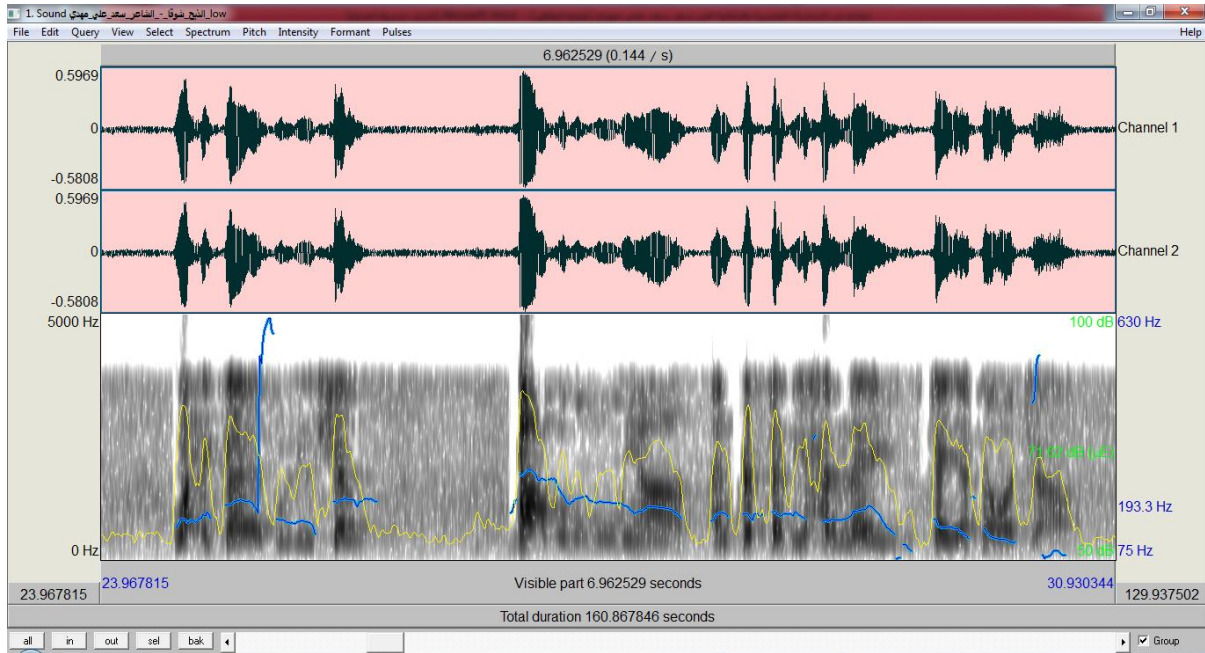 1. Sound الذبح_شوقًا_-_الشاعر_سعد_علي_مهدي_low
File Edit Query View Select Spectrum Pitch Intensity Formant Pulses Help
6.962529 (0.144 / s)
0.5969
0
-0.5808
Channel 1
0.5969
0
-0.5808
Channel 2
5000 Hz
100 dB
630 Hz
193.3 Hz
0 Hz
50 dB
75 Hz
23.967815
23.967815
Visible part 6.962529 seconds
30.930344
129.937502
Total duration 160.867846 seconds
all in out sel bak
Group